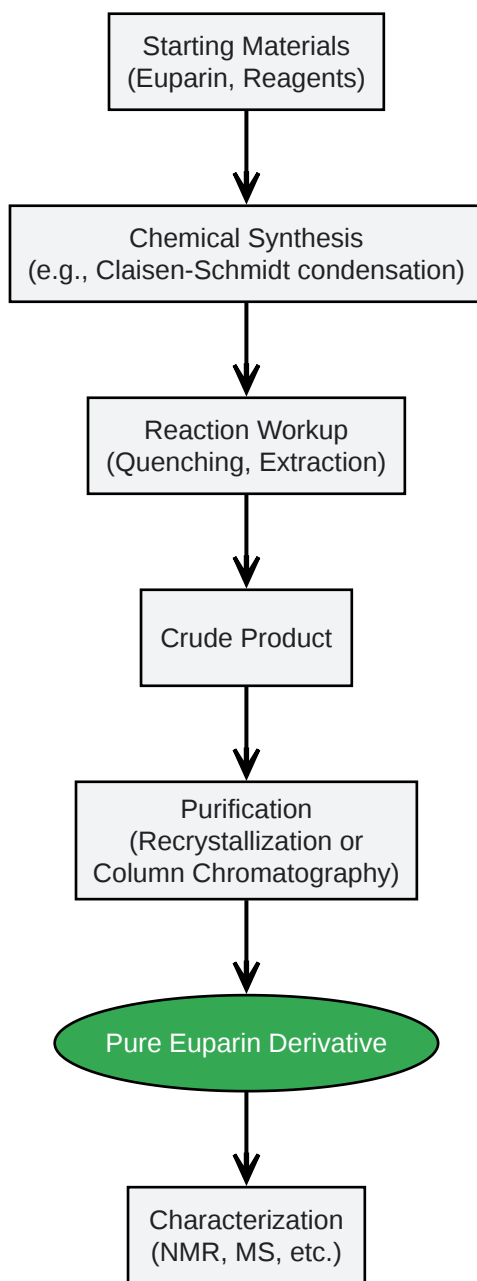 Starting Materials
(Euparin, Reagents)
Chemical Synthesis
(e.g., Claisen-Schmidt condensation)
Reaction Workup
(Quenching, Extraction)
Crude Product
Purification
(Recrystallization or
Column Chromatography)
Pure Euparin Derivative
Characterization
(NMR, MS, etc.)